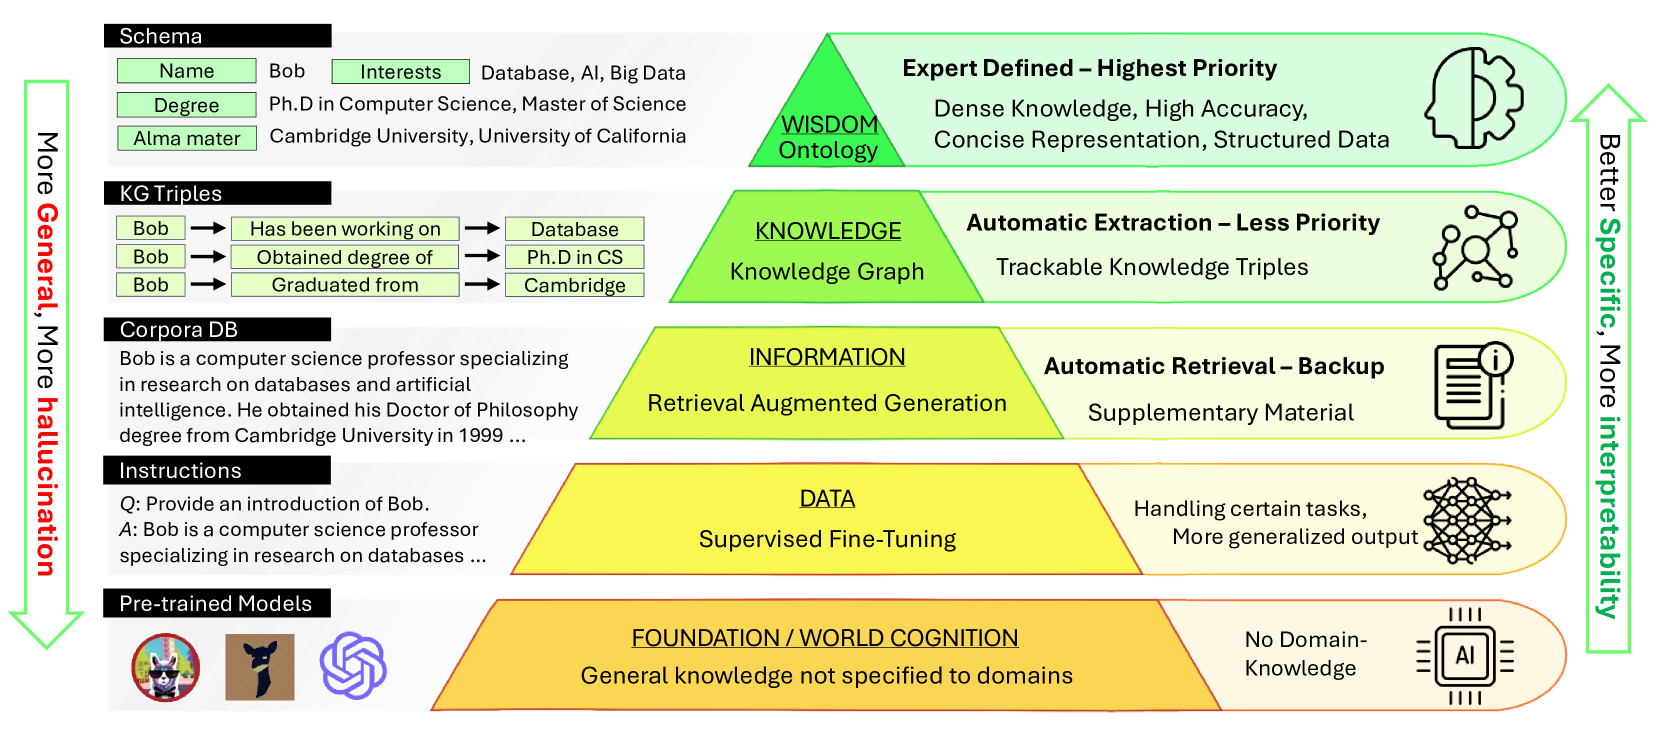 Schema
Name Bob Interests Database, AI, Big Data
Degree Ph.D in Computer Science, Master of Science
Alma mater Cambridge University, University of California
WISDOM
Ontology
Expert Defined – Highest Priority
Dense Knowledge, High Accuracy,
Concise Representation, Structured Data
KG Triples
Bob Has been working on Database
Bob Obtained degree of Ph.D in CS
Bob Graduated from Cambridge
KNOWLEDGE
Knowledge Graph
Automatic Extraction – Less Priority
Trackable Knowledge Triples
Corpora DB
Bob is a computer science professor specializing
in research on databases and artificial
intelligence. He obtained his Doctor of Philosophy
degree from Cambridge University in 1999 ...
INFORMATION
Retrieval Augmented Generation
Automatic Retrieval – Backup
Supplementary Material
i
Instructions
Q: Provide an introduction of Bob.
A: Bob is a computer science professor
specializing in research on databases ...
DATA
Supervised Fine-Tuning
Handling certain tasks,
More generalized output
Pre-trained Models
FOUNDATION / WORLD COGNITION
General knowledge not specified to domains
No Domain-
Knowledge
AI
More General, More hallucination
Better Specific, More interpretability